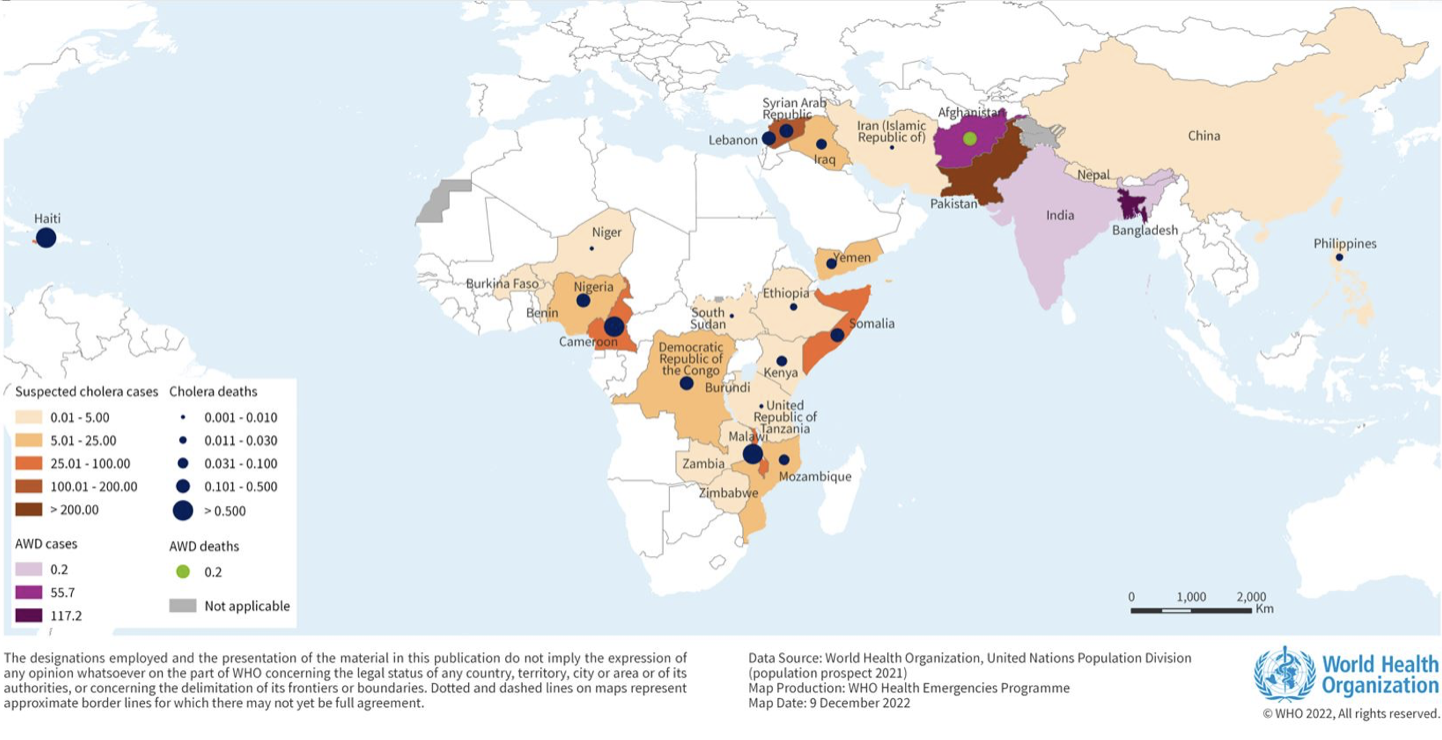 Syrian Arab
Republic
Lebanon
Iraq
Iran (Islamic
Republic of)
Afghanistan
China
Nepal
Pakistan
India
Bangladesh
Haiti
Philippines
Niger
Yemen
Burkina Faso
Nigeria
Ethiopia
Benin
South
Sudan
Somalia
Cameroon
Democratic
Republic of
the Congo
Kenya
Burundi
United
Republic of
Tanzania
Malawi
Zambia
Mozambique
Zimbabwe
Suspected cholera cases
0.01 - 5.00
5.01 - 25.00
25.01 - 100.00
100.01 - 200.00
> 200.00
AWD cases
0.2
55.7
117.2
Cholera deaths
0.001 - 0.010
0.011 - 0.030
0.031 - 0.100
0.101 - 0.500
> 0.500
AWD deaths
0.2
Not applicable
0 1,000 2,000
Km
The designations employed and the presentation of the material in this publication do not imply the expression of
any opinion whatsoever on the part of WHO concerning the legal status of any country, territory, city or area or of its
authorities, or concerning the delimitation of its frontiers or boundaries. Dotted and dashed lines on maps represent
approximate border lines for which there may not yet be full agreement.
Data Source: World Health Organization, United Nations Population Division
(population prospect 2021)
Map Production: WHO Health Emergencies Programme
Map Date: 9 December 2022
World Health
Organization
© WHO 2022, All rights reserved.